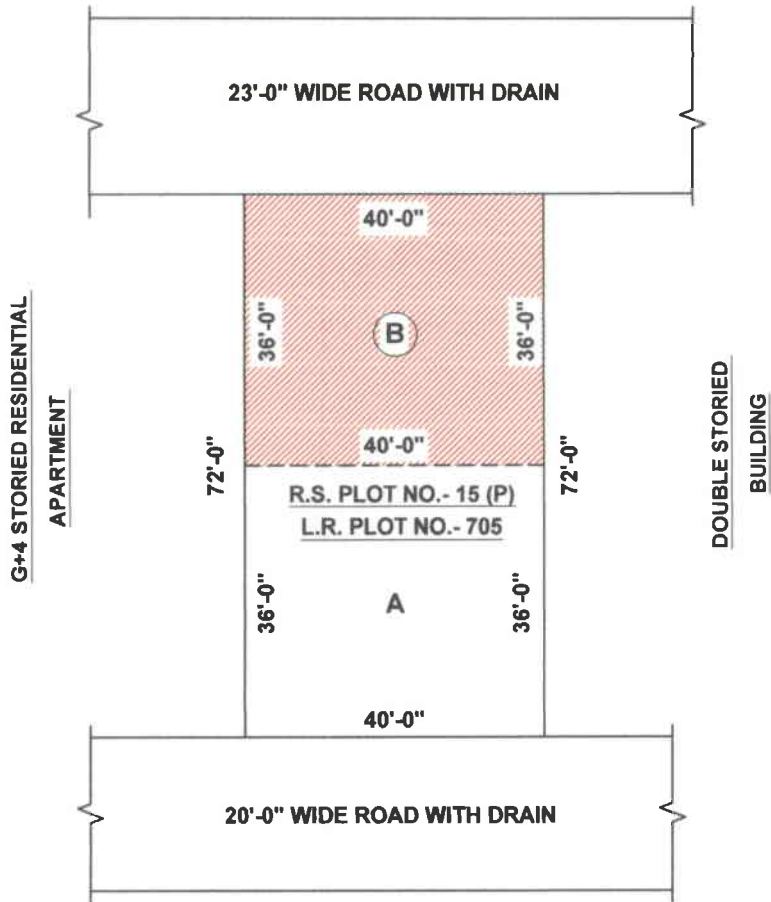 23'-0" WIDE ROAD WITH DRAIN
40'-0"
36'-0"
B
36'-0"
40'-0"
G+4 STORIED RESIDENTIAL
APARTMENT
72'-0"
72'-0"
DOUBLE STORIED
BUILDING
R.S. PLOT NO.- 15 (P)
L.R. PLOT NO.- 705
36'-0"
A
36'-0"
40'-0"
20'-0" WIDE ROAD WITH DRAIN